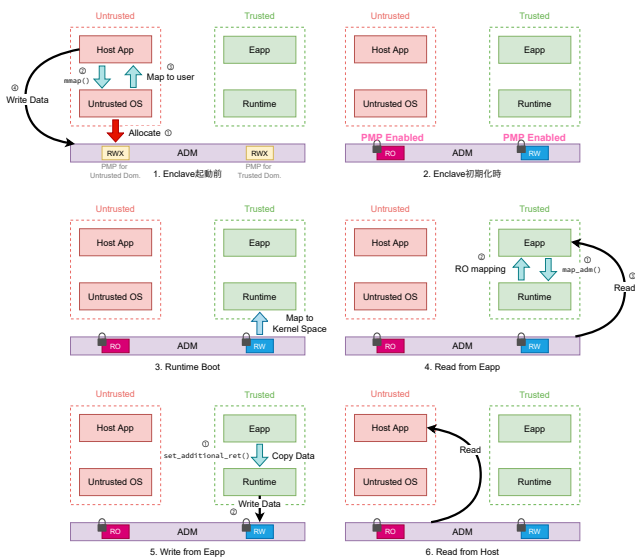 Untrusted
Trusted
Host App
Eapp
②
mmap()
③
Map to user
④
Write Data
Untrusted OS
Runtime
Allocate ①
RWX
ADM
RWX
PMP for
Untrusted Dom.
PMP for
Trusted Dom.
1. Enclave起動前
Untrusted
Trusted
Host App
Eapp
Untrusted OS
Runtime
PMP Enabled
PMP Enabled
RO
ADM
RW
2. Enclave初期化時
Untrusted
Trusted
Host App
Eapp
Untrusted OS
Runtime
Map to
Kernel Space
RO
ADM
RW
3. Runtime Boot
Untrusted
Trusted
Host App
Eapp
②
RO mapping
①
map_adm()
③
Read
Untrusted OS
Runtime
RO
ADM
RW
4. Read from Eapp
Untrusted
Trusted
Host App
Eapp
①
set_additional_ret()
Copy Data
Untrusted OS
Runtime
Write Data
②
RO
ADM
RW
5. Write from Eapp
Untrusted
Trusted
Host App
Eapp
Read
Untrusted OS
Runtime
RO
ADM
RW
6. Read from Host